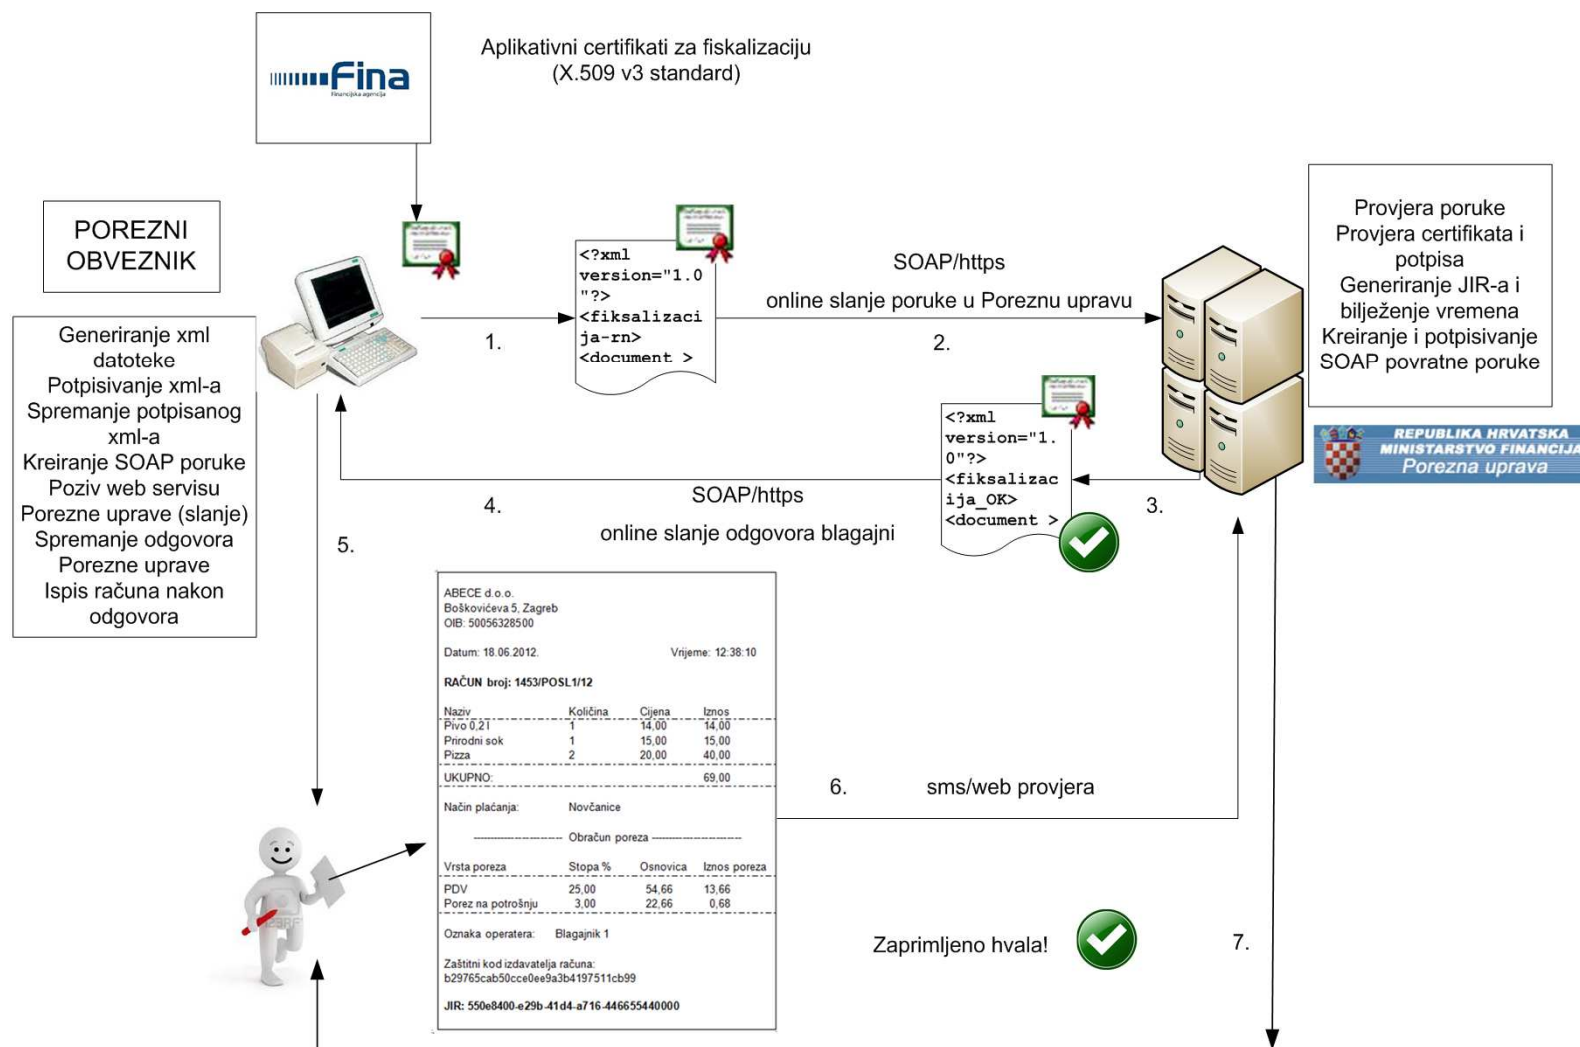 Fina
Financijska agencija
Aplikativni certifikati za fiskalizaciju
(X.509 v3 standard)
POREZNI
OBVEZNIK
Generiranje xml
datoteke
Potpisivanje xml-a
Spremanje potpisanog
xml-a
Kreiranje SOAP poruke
Poziv web servisu
Porezne uprave (slanje)
Spremanje odgovora
Porezne uprave
Ispis računa nakon
odgovora
1.
<?xml
version="1.0
"?>
<fiksalizaci
ja-rn>
<document >
SOAP/https
online slanje poruke u Poreznu upravu
2.
Provjera poruke
Provjera certifikata i
potpisa
Generiranje JIR-a i
bilježenje vremena
Kreiranje i potpisivanje
SOAP povratne poruke
REPUBLIKA HRVATSKA
MINISTARSTVO FINANCIJA
Porezna uprava
3.
<?xml
version="1.
0"?>
<fiksalizac
ija_OK>
<document >
4.
SOAP/https
online slanje odgovora blagajni
5.
ABECE d.o.o.
Boškovićeva 5, Zagreb
OIB: 50056328500
Datum: 18.06.2012. Vrijeme: 12:38:10
RAČUN broj: 1453/POSL1/12
Naziv Količina Cijena Iznos
Pivo 0,2 l 1 14,00 14,00
Prirodni sok 1 15,00 15,00
Pizza 2 20,00 40,00
UKUPNO: 69,00
Način plaćanja: Novčanice
Obračun poreza
Vrsta poreza Stopa % Osnovica Iznos poreza
PDV 25,00 54,66 13,66
Porez na potrošnju 3,00 22,66 0,68
Oznaka operatera: Blagajnik 1
Zaštitni kod izdavatelja računa:
b29765cab50cce0ee9a3b4197511cb99
JIR: 550e8400-e29b-41d4-a716-446655440000
6. sms/web provjera
Zaprimljeno hvala!
7.